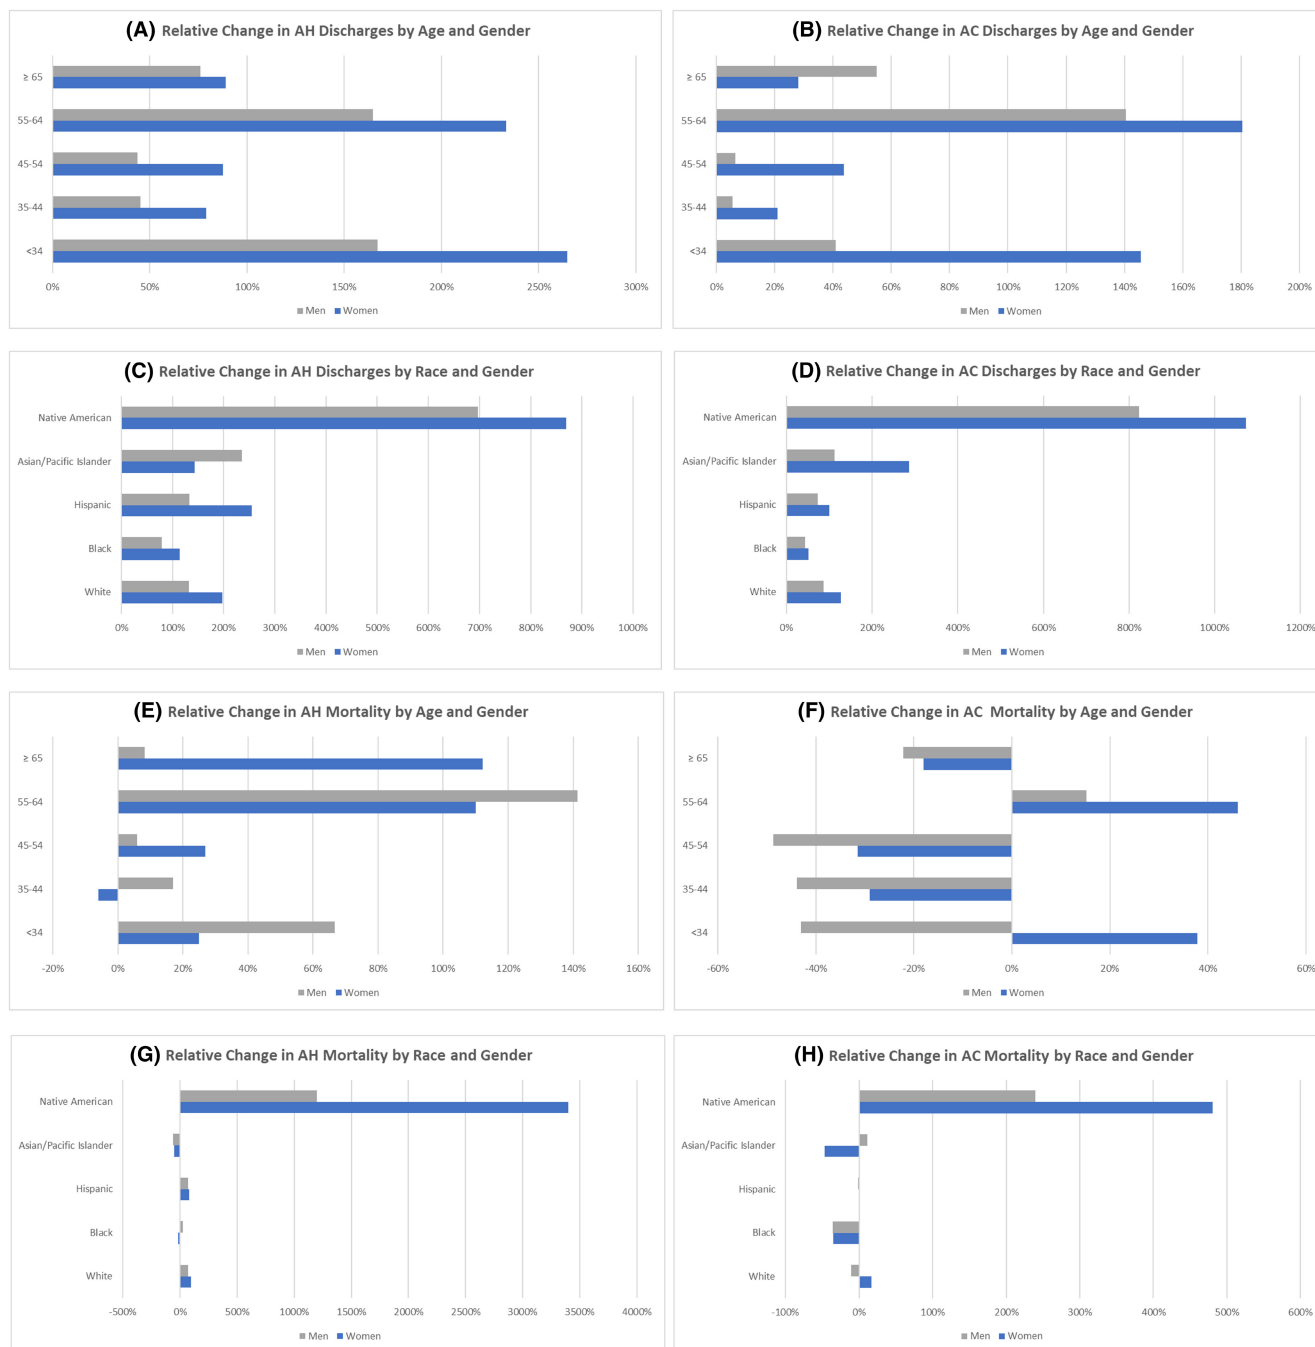 (A) Relative Change in AH Discharges by Age and Gender
≥ 65
55-64
45-54
35-44
<34
0% 50% 100% 150% 200% 250% 300%
Men Women
(B) Relative Change in AC Discharges by Age and Gender
≥ 65
55-64
45-54
35-44
<34
0% 20% 40% 60% 80% 100% 120% 140% 160% 180% 200%
Men Women
(C) Relative Change in AH Discharges by Race and Gender
Native American
Asian/Pacific Islander
Hispanic
Black
White
0% 100% 200% 300% 400% 500% 600% 700% 800% 900% 1000%
Men Women
(D) Relative Change in AC Discharges by Race and Gender
Native American
Asian/Pacific Islander
Hispanic
Black
White
0% 200% 400% 600% 800% 1000% 1200%
Men Women
(E) Relative Change in AH Mortality by Age and Gender
≥ 65
55-64
45-54
35-44
<34
-20% 0% 20% 40% 60% 80% 100% 120% 140% 160%
Men Women
(F) Relative Change in AC Mortality by Age and Gender
≥ 65
55-64
45-54
35-44
<34
-60% -40% -20% 0% 20% 40% 60%
Men Women
(G) Relative Change in AH Mortality by Race and Gender
Native American
Asian/Pacific Islander
Hispanic
Black
White
-500% 0% 500% 1000% 1500% 2000% 2500% 3000% 3500% 4000%
Men Women
(H) Relative Change in AC Mortality by Race and Gender
Native American
Asian/Pacific Islander
Hispanic
Black
White
-100% 0% 100% 200% 300% 400% 500% 600%
Men Women